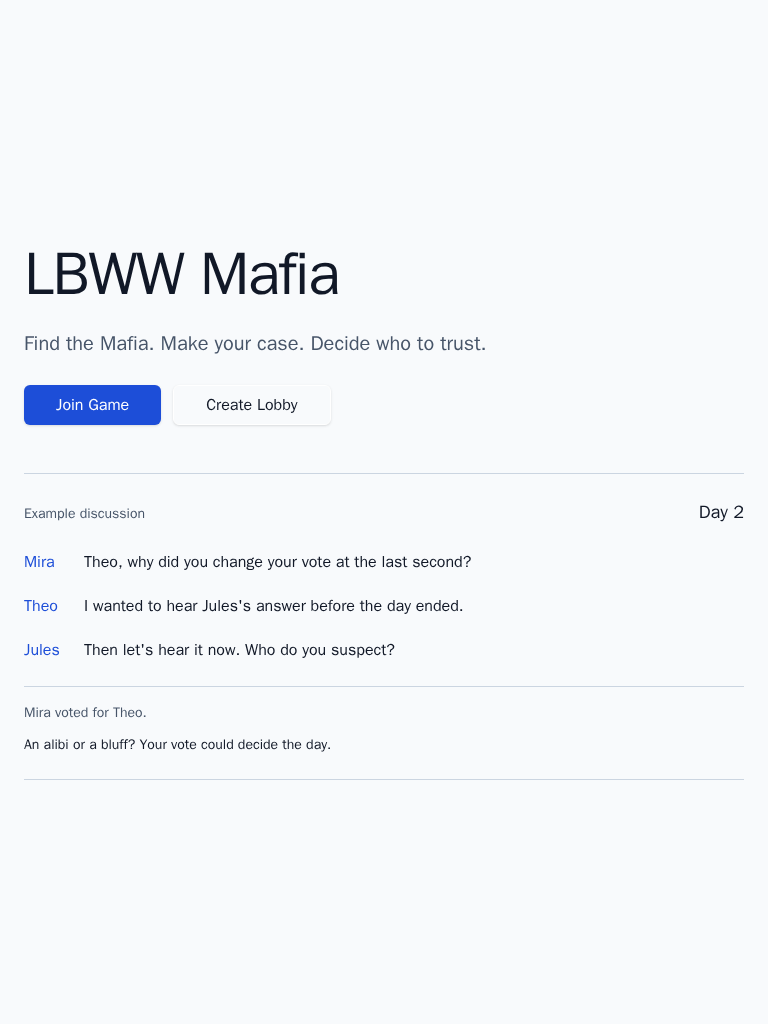 LBWW Mafia
Find the Mafia. Make your case. Decide who to trust.
Join Game
Create Lobby
Example discussion
Day 2
Mira Theo, why did you change your vote at the last second?
Theo I wanted to hear Jules's answer before the day ended.
Jules Then let's hear it now. Who do you suspect?
Mira voted for Theo.
An alibi or a bluff? Your vote could decide the day.